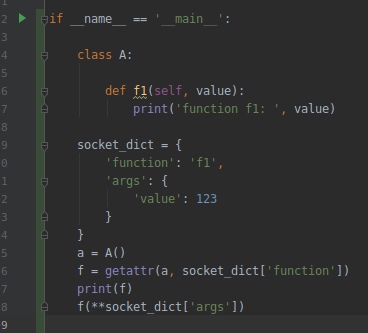 2 if __name__ == '__main__':
3
4     class A:
5
6         def f1(self, value):
7             print('function f1: ', value)
8
9     socket_dict = {
0         'function': 'f1',
1         'args': {
2             'value': 123
3         }
4     }
5     a = A()
6     f = getattr(a, socket_dict['function'])
7     print(f)
8     f(**socket_dict['args'])
9